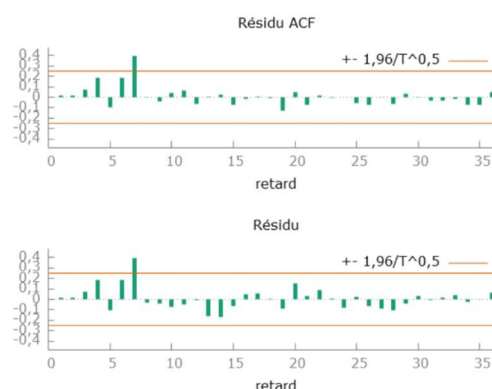 Résidu ACF
+- 1,96/T^0,5
0,4
0,3
0,2
0,1
0
-0,1
-0,2
-0,3
-0,4
0 5 10 15 20 25 30 35
retard
Résidu
+- 1,96/T^0,5
0,4
0,3
0,2
0,1
0
-0,1
-0,2
-0,3
-0,4
0 5 10 15 20 25 30 35
retard